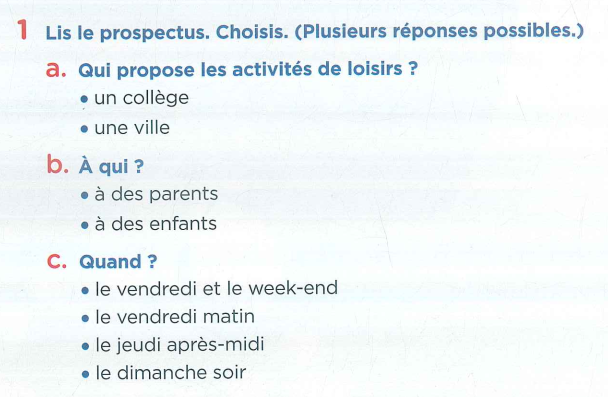 1 Lis le prospectus. Choisis. (Plusieurs réponses possibles.)
a. Qui propose les activités de loisirs ?
• un collège
• une ville
b. À qui ?
• à des parents
• à des enfants
c. Quand ?
• le vendredi et le week-end
• le vendredi matin
• le jeudi après-midi
• le dimanche soir